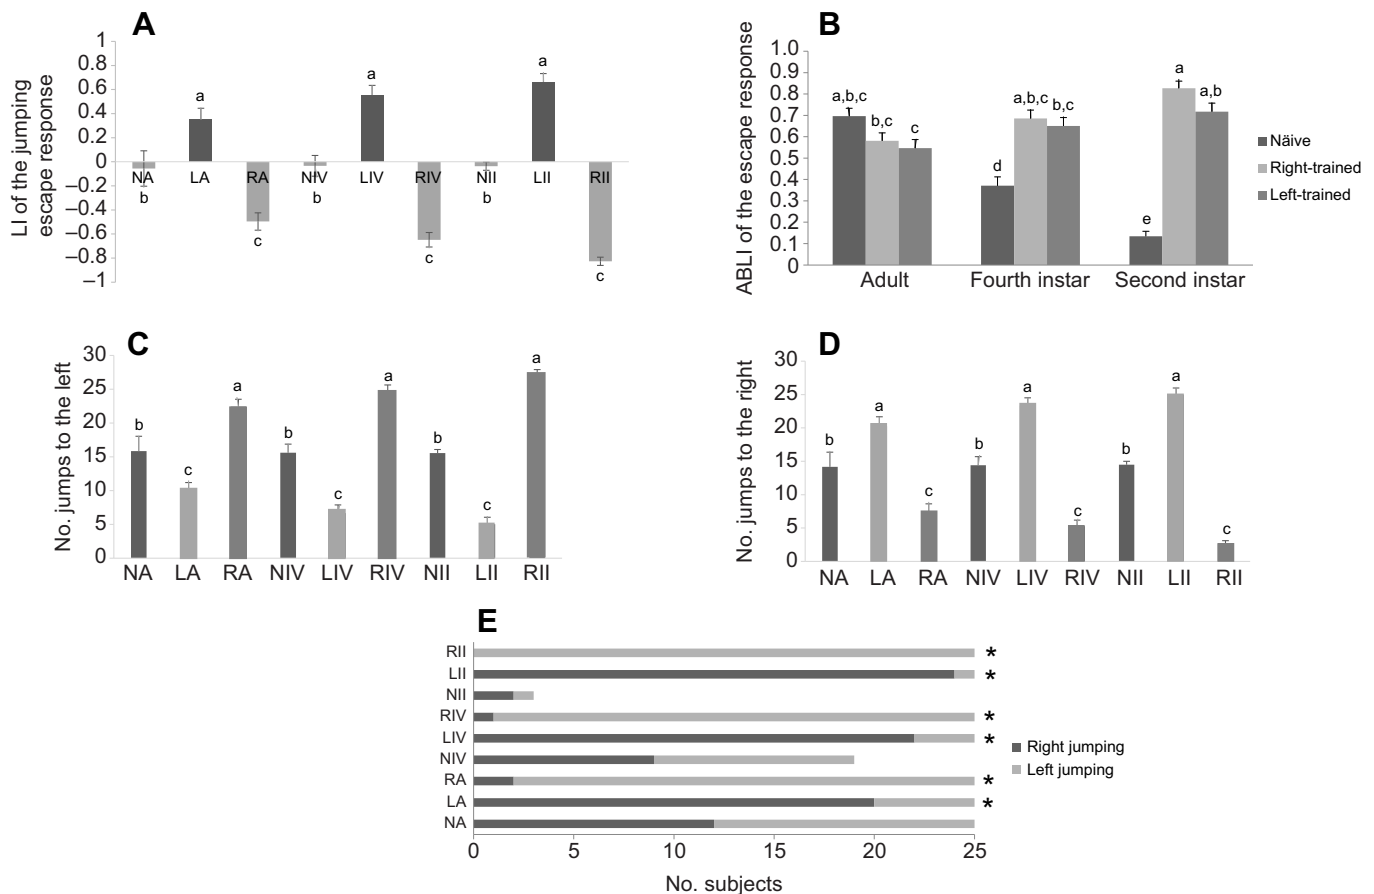 A
LI of the jumping
escape response
1
0.8
0.6
0.4
0.2
0
–0.2
–0.4
–0.6
–0.8
–1
a
a
a
NA
LA
RA
NIV
LIV
RIV
NII
LII
RII
b
b
b
c
c
c
B
ABLI of the escape response
1.0
0.9
0.8
0.7
0.6
0.5
0.4
0.3
0.2
0.1
0
a,b,c
b,c
c
a,b,c
b,c
d
a
a,b
e
Adult
Fourth instar
Second instar
Näive
Right-trained
Left-trained
C
No. jumps to the left
30
25
20
15
10
5
0
b
c
a
b
c
a
b
c
a
NA LA RA NIV LIV RIV NII LII RII
D
No. jumps to the right
30
25
20
15
10
5
0
b
a
c
b
a
c
b
a
c
NA LA RA NIV LIV RIV NII LII RII
E
RII *
LII *
NII
RIV *
LIV *
NIV
RA *
LA *
NA
0 5 10 15 20 25
No. subjects
Right jumping
Left jumping